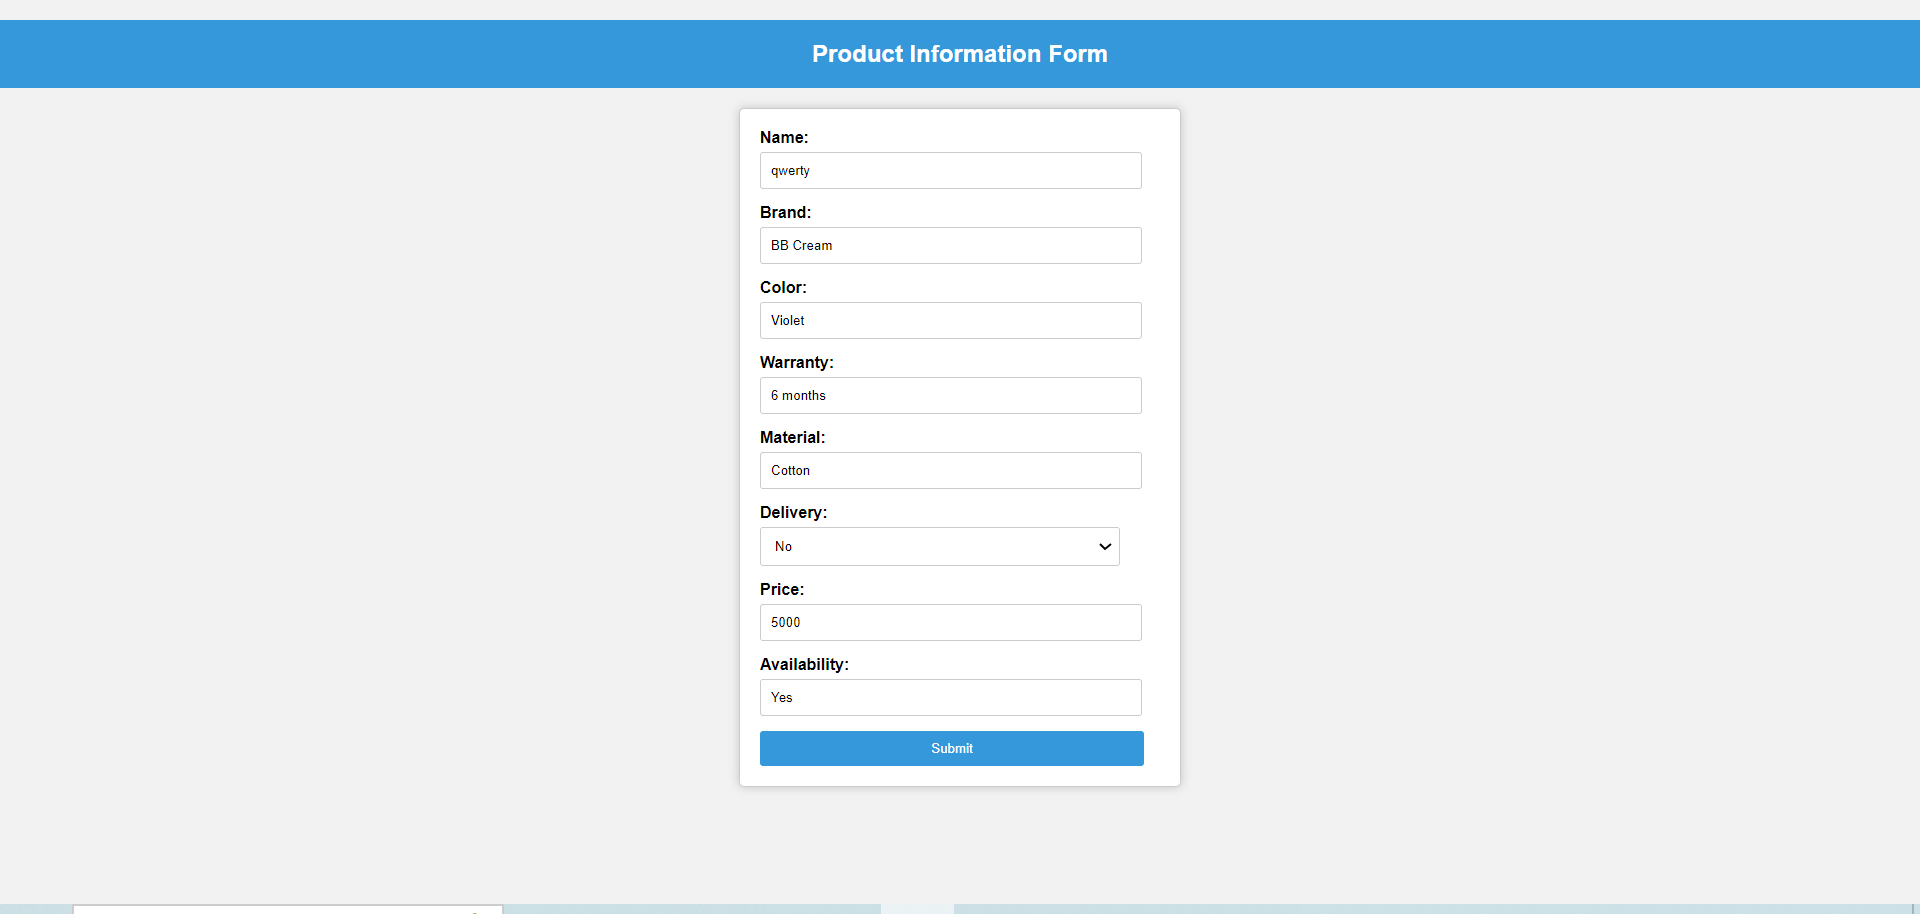 Product Information Form
Name:
qwerty
Brand:
BB Cream
Color:
Violet
Warranty:
6 months
Material:
Cotton
Delivery:
No
Price:
5000
Availability:
Yes
Submit